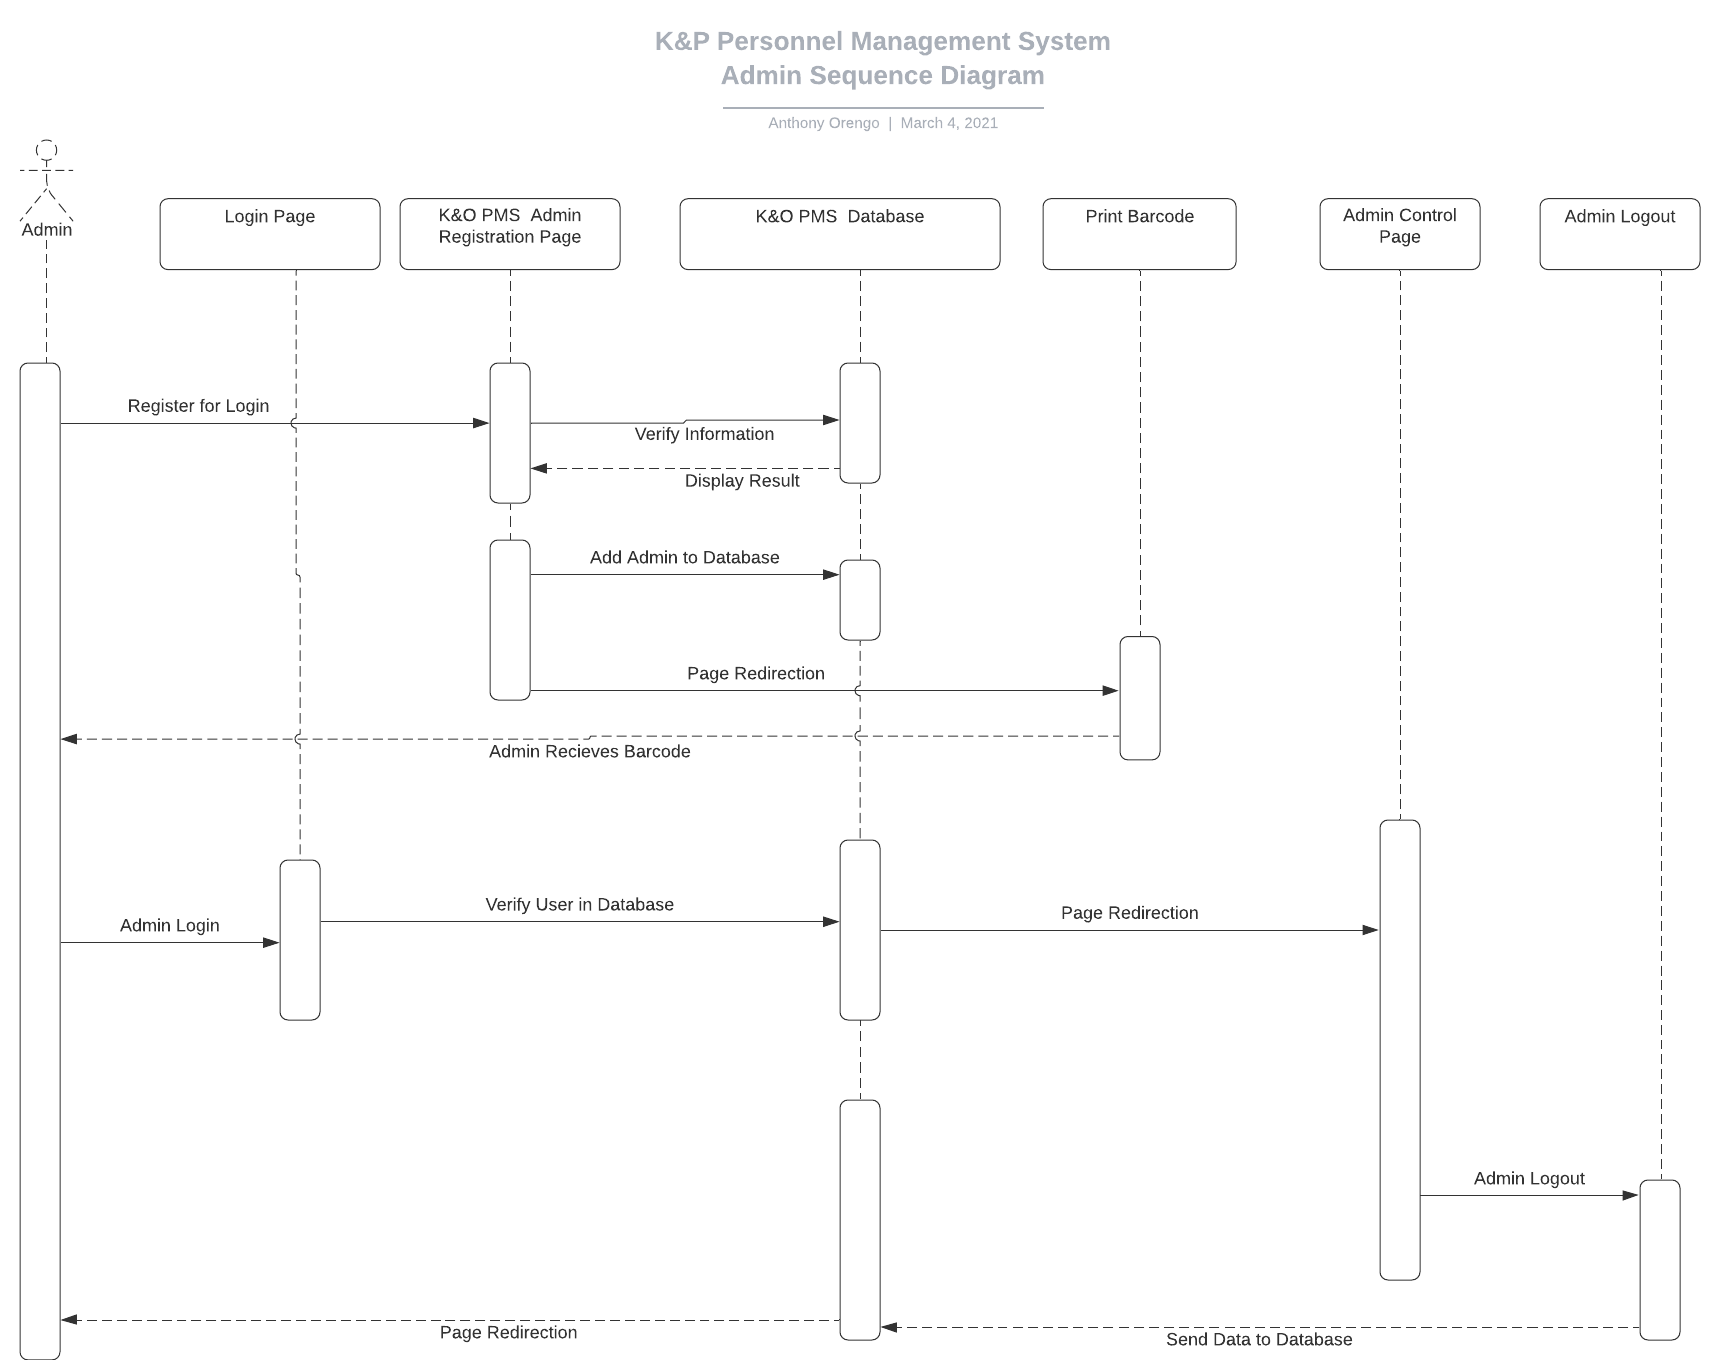 K&P Personnel Management System
Admin Sequence Diagram
Anthony Orengo | March 4, 2021
Admin
Login Page
K&O PMS  Admin
Registration Page
K&O PMS  Database
Print Barcode
Admin Control
Page
Admin Logout
Register for Login
Verify Information
Display Result
Add Admin to Database
Page Redirection
Admin Recieves Barcode
Verify User in Database
Page Redirection
Admin Login
Admin Logout
Page Redirection
Send Data to Database